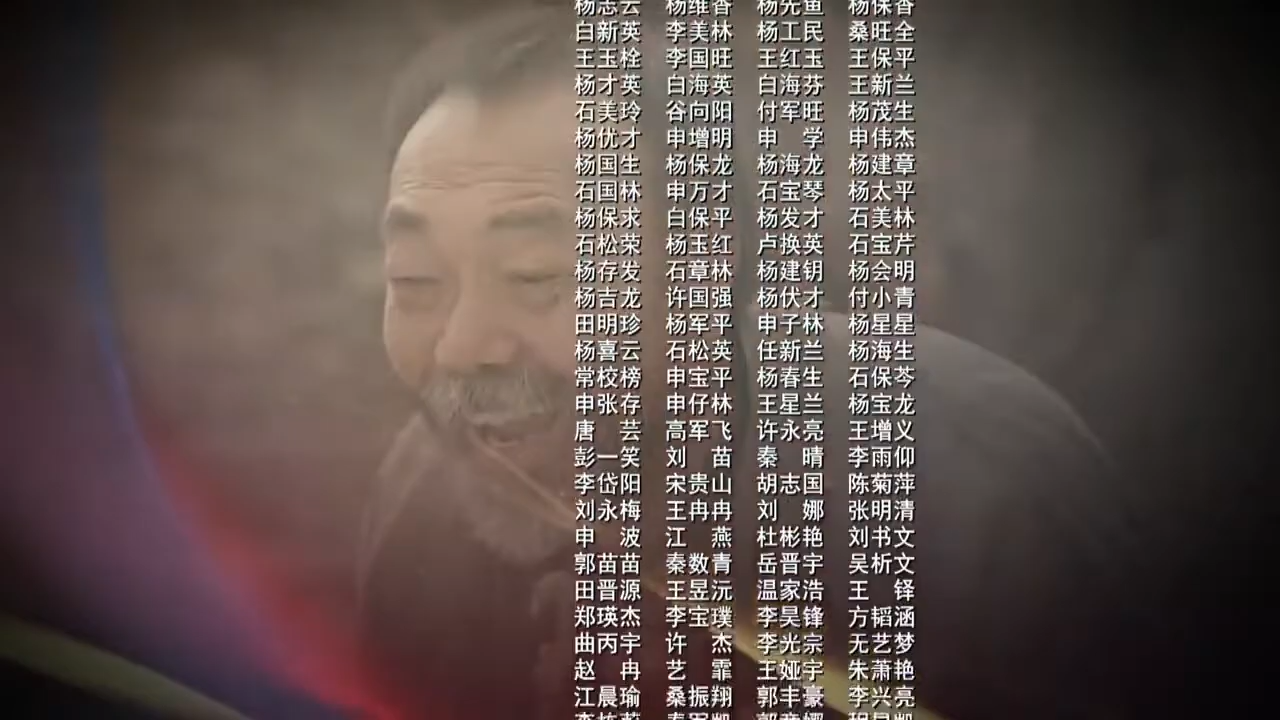 杨志云 杨维香 杨先鱼 杨保香
白新英 李美林 杨工民 桑旺全
王玉栓 李国旺 王红玉 王保平
杨才英 白海英 白海芬 王新兰
石美玲 谷向阳 付军旺 杨茂生
杨优才 申增明 申 学 申伟杰
杨国生 杨保龙 杨海龙 杨建章
石国林 申万才 石宝琴 杨太平
杨保求 白保平 杨发才 石美林
石松荣 杨玉红 卢换英 石宝芹
杨存发 石章林 杨建钥 杨会明
杨吉龙 许国强 杨伏才 付小青
田明珍 杨军平 申子林 杨星星
杨喜云 石松英 任新兰 杨海生
常校榜 申宝平 杨春生 石保芩
申张存 申仔林 王星兰 杨宝龙
唐 芸 高军飞 许永亮 王增义
彭一笑 刘 苗 秦 晴 李雨仰
李岱阳 宋贵山 胡志国 陈菊萍
刘永梅 王冉冉 刘 娜 张明清
申 波 江 燕 杜彬艳 刘书文
郭苗苗 秦数青 岳晋宇 吴析文
田晋源 王昱沅 温家浩 王 铎
郑瑛杰 李宝璞 李昊锋 方韬涵
曲丙宇 许 杰 李光宗 无艺梦
赵 冉 艺 霏 王娅宇 朱萧艳
江晨瑜 桑振翔 郭丰豪 李兴亮